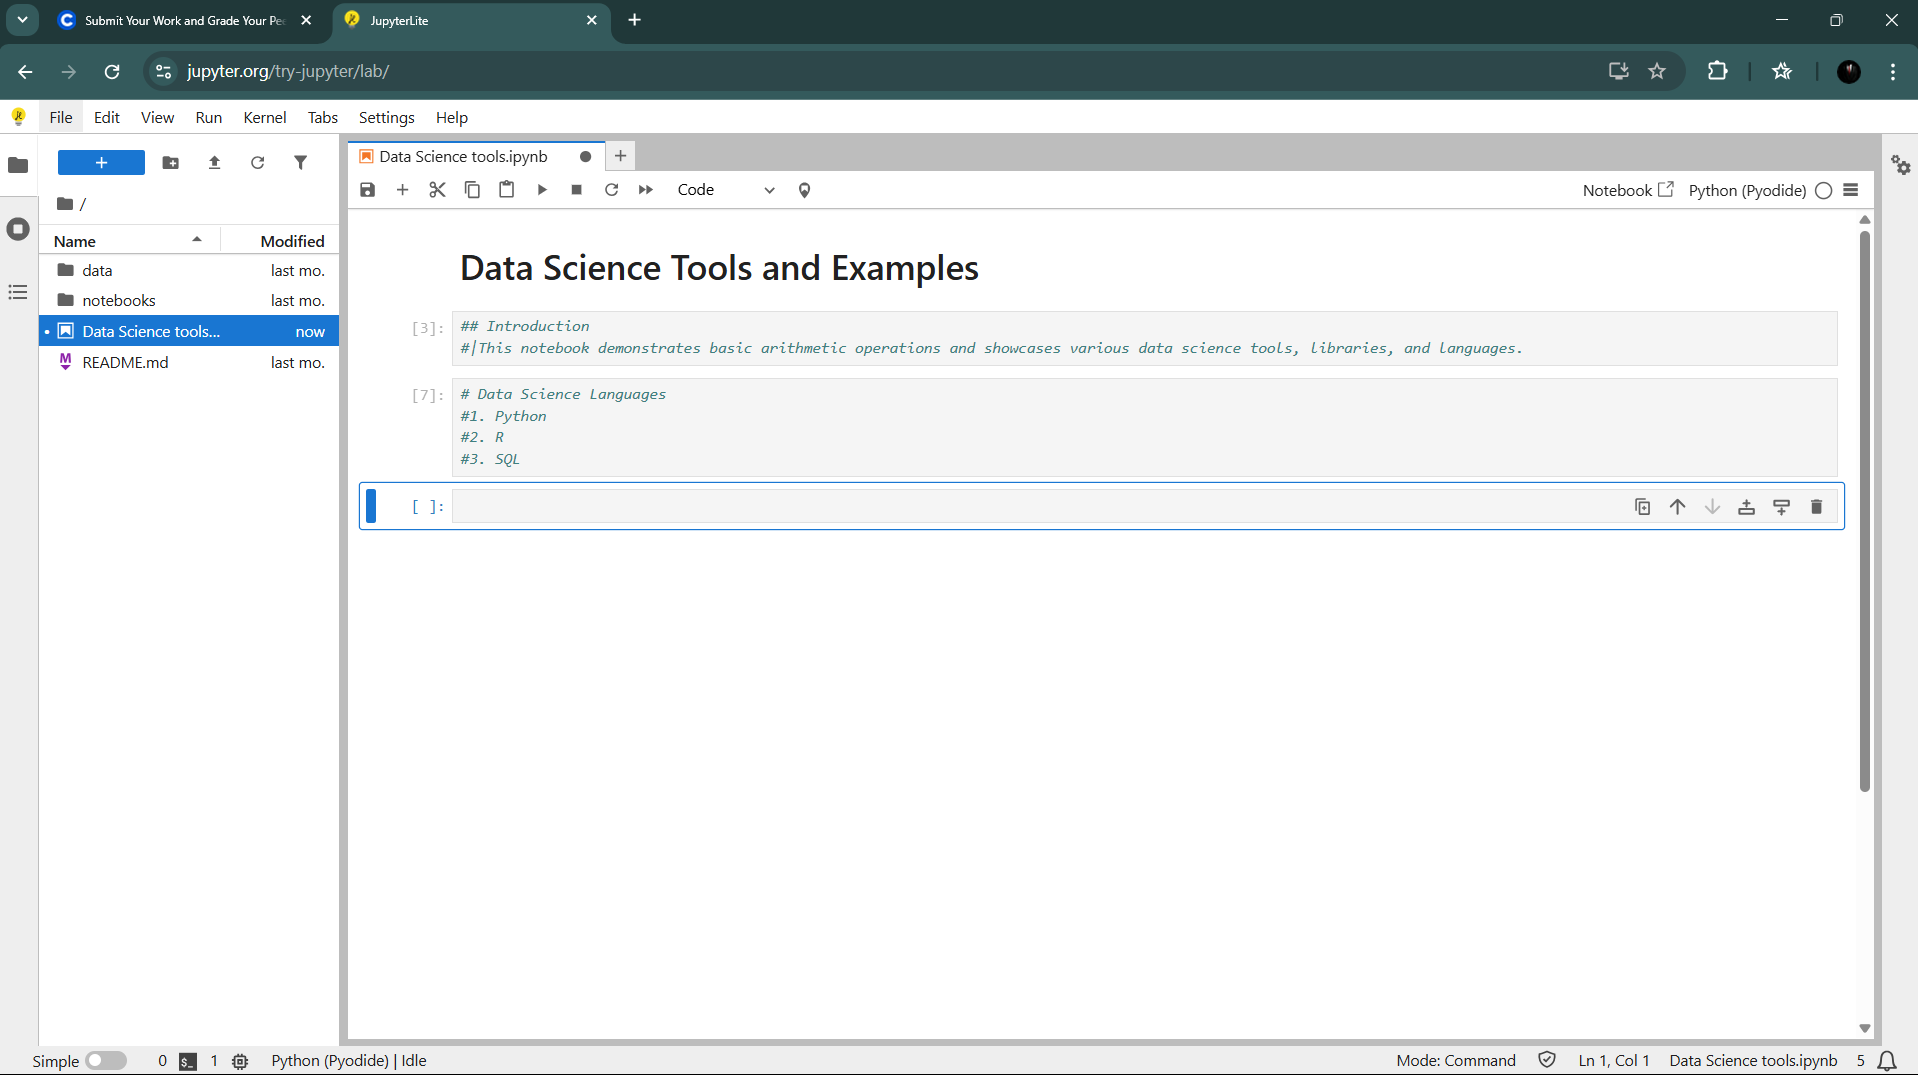 Submit Your Work and Grade Your Pe
JupyterLite
jupyter.org/try-jupyter/lab/
File Edit View Run Kernel Tabs Settings Help
/
Name Modified
data last mo.
notebooks last mo.
Data Science tools... now
README.md last mo.
Data Science tools.ipynb
Code
Notebook Python (Pyodide)
Data Science Tools and Examples
[3]: ## Introduction
#|This notebook demonstrates basic arithmetic operations and showcases various data science tools, libraries, and languages.
[7]: # Data Science Languages
#1. Python
#2. R
#3. SQL
[ ]:
Simple 0 $_ 1 Python (Pyodide) | Idle Mode: Command Ln 1, Col 1 Data Science tools.ipynb 5